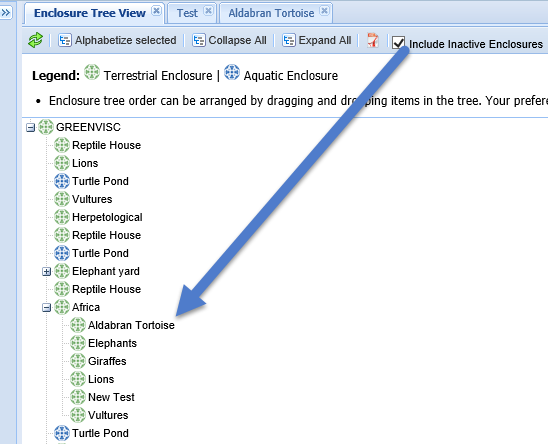 Enclosure Tree View Test Aldabran Tortoise
Alphabetize selected Collapse All Expand All Include Inactive Enclosures
Legend: Terrestrial Enclosure | Aquatic Enclosure
• Enclosure tree order can be arranged by dragging and dropping items in the tree. Your
GREENVISC
Reptile House
Lions
Turtle Pond
Vultures
Herpetological
Reptile House
Turtle Pond
Elephant yard
Reptile House
Africa
Aldabran Tortoise
Elephants
Giraffes
Lions
New Test
Vultures
Turtle Pond